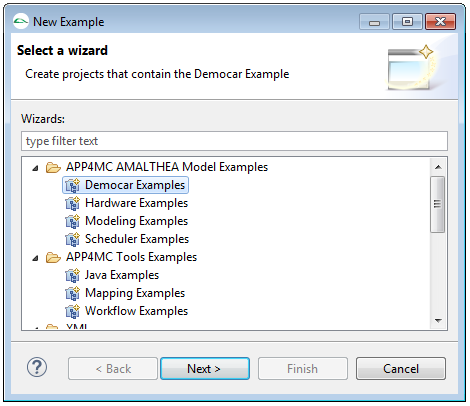 New Example
Select a wizard
Create projects that contain the Democar Example
Wizards:
type filter text
APP4MC AMALTHEA Model Examples
Democar Examples
Hardware Examples
Modeling Examples
Scheduler Examples
APP4MC Tools Examples
Java Examples
Mapping Examples
Workflow Examples
XML
?
< Back
Next >
Finish
Cancel